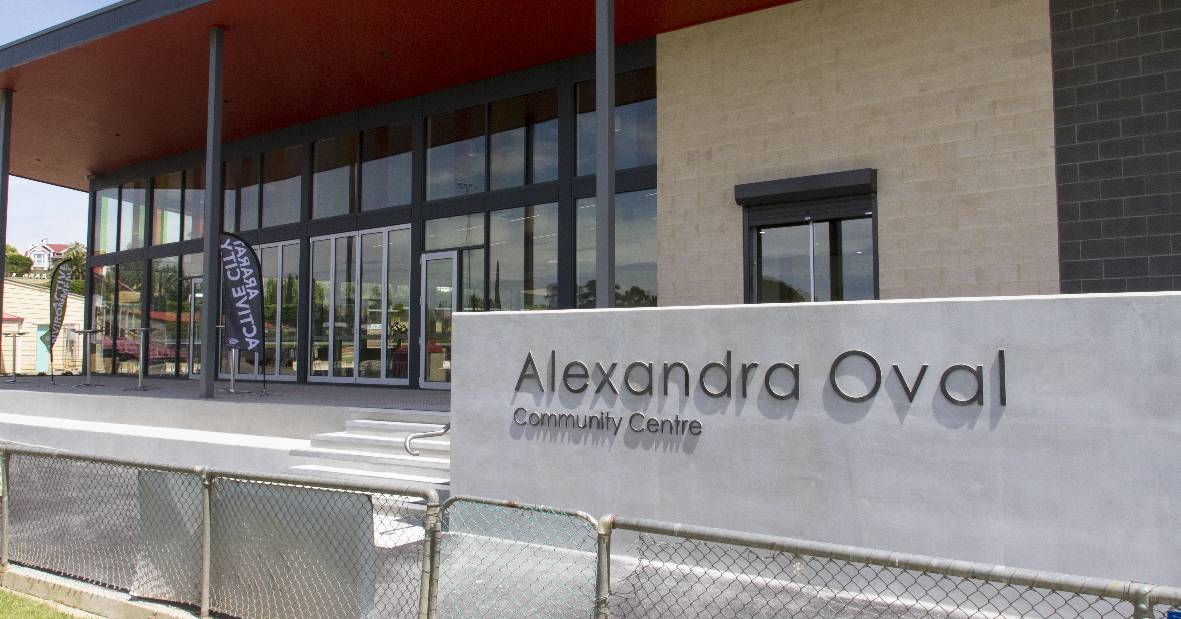 ARARAT
ACTIVE CITY
Alexandra Oval
Community Centre